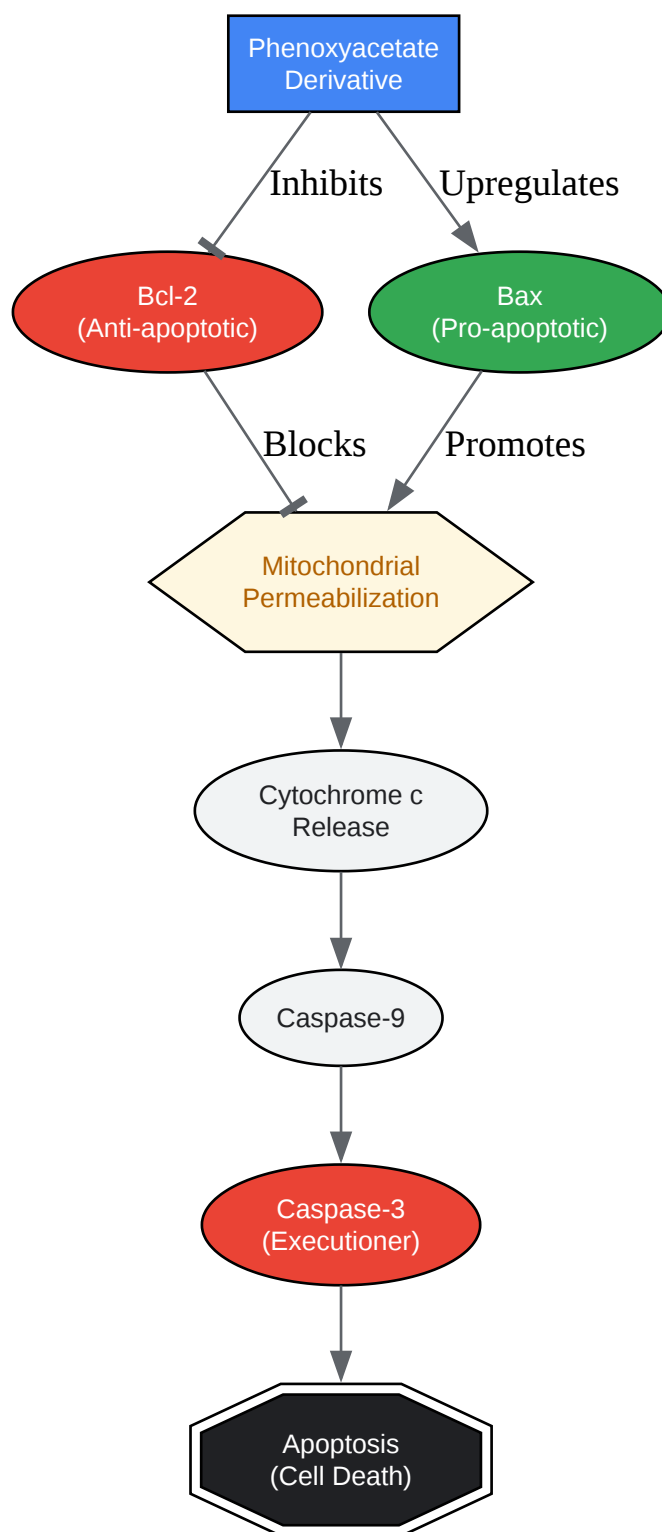 Phenoxyacetate
Derivative
Inhibits
Upregulates
Bcl-2
(Anti-apoptotic)
Bax
(Pro-apoptotic)
Blocks
Promotes
Mitochondrial
Permeabilization
Cytochrome c
Release
Caspase-9
Caspase-3
(Executioner)
Apoptosis
(Cell Death)